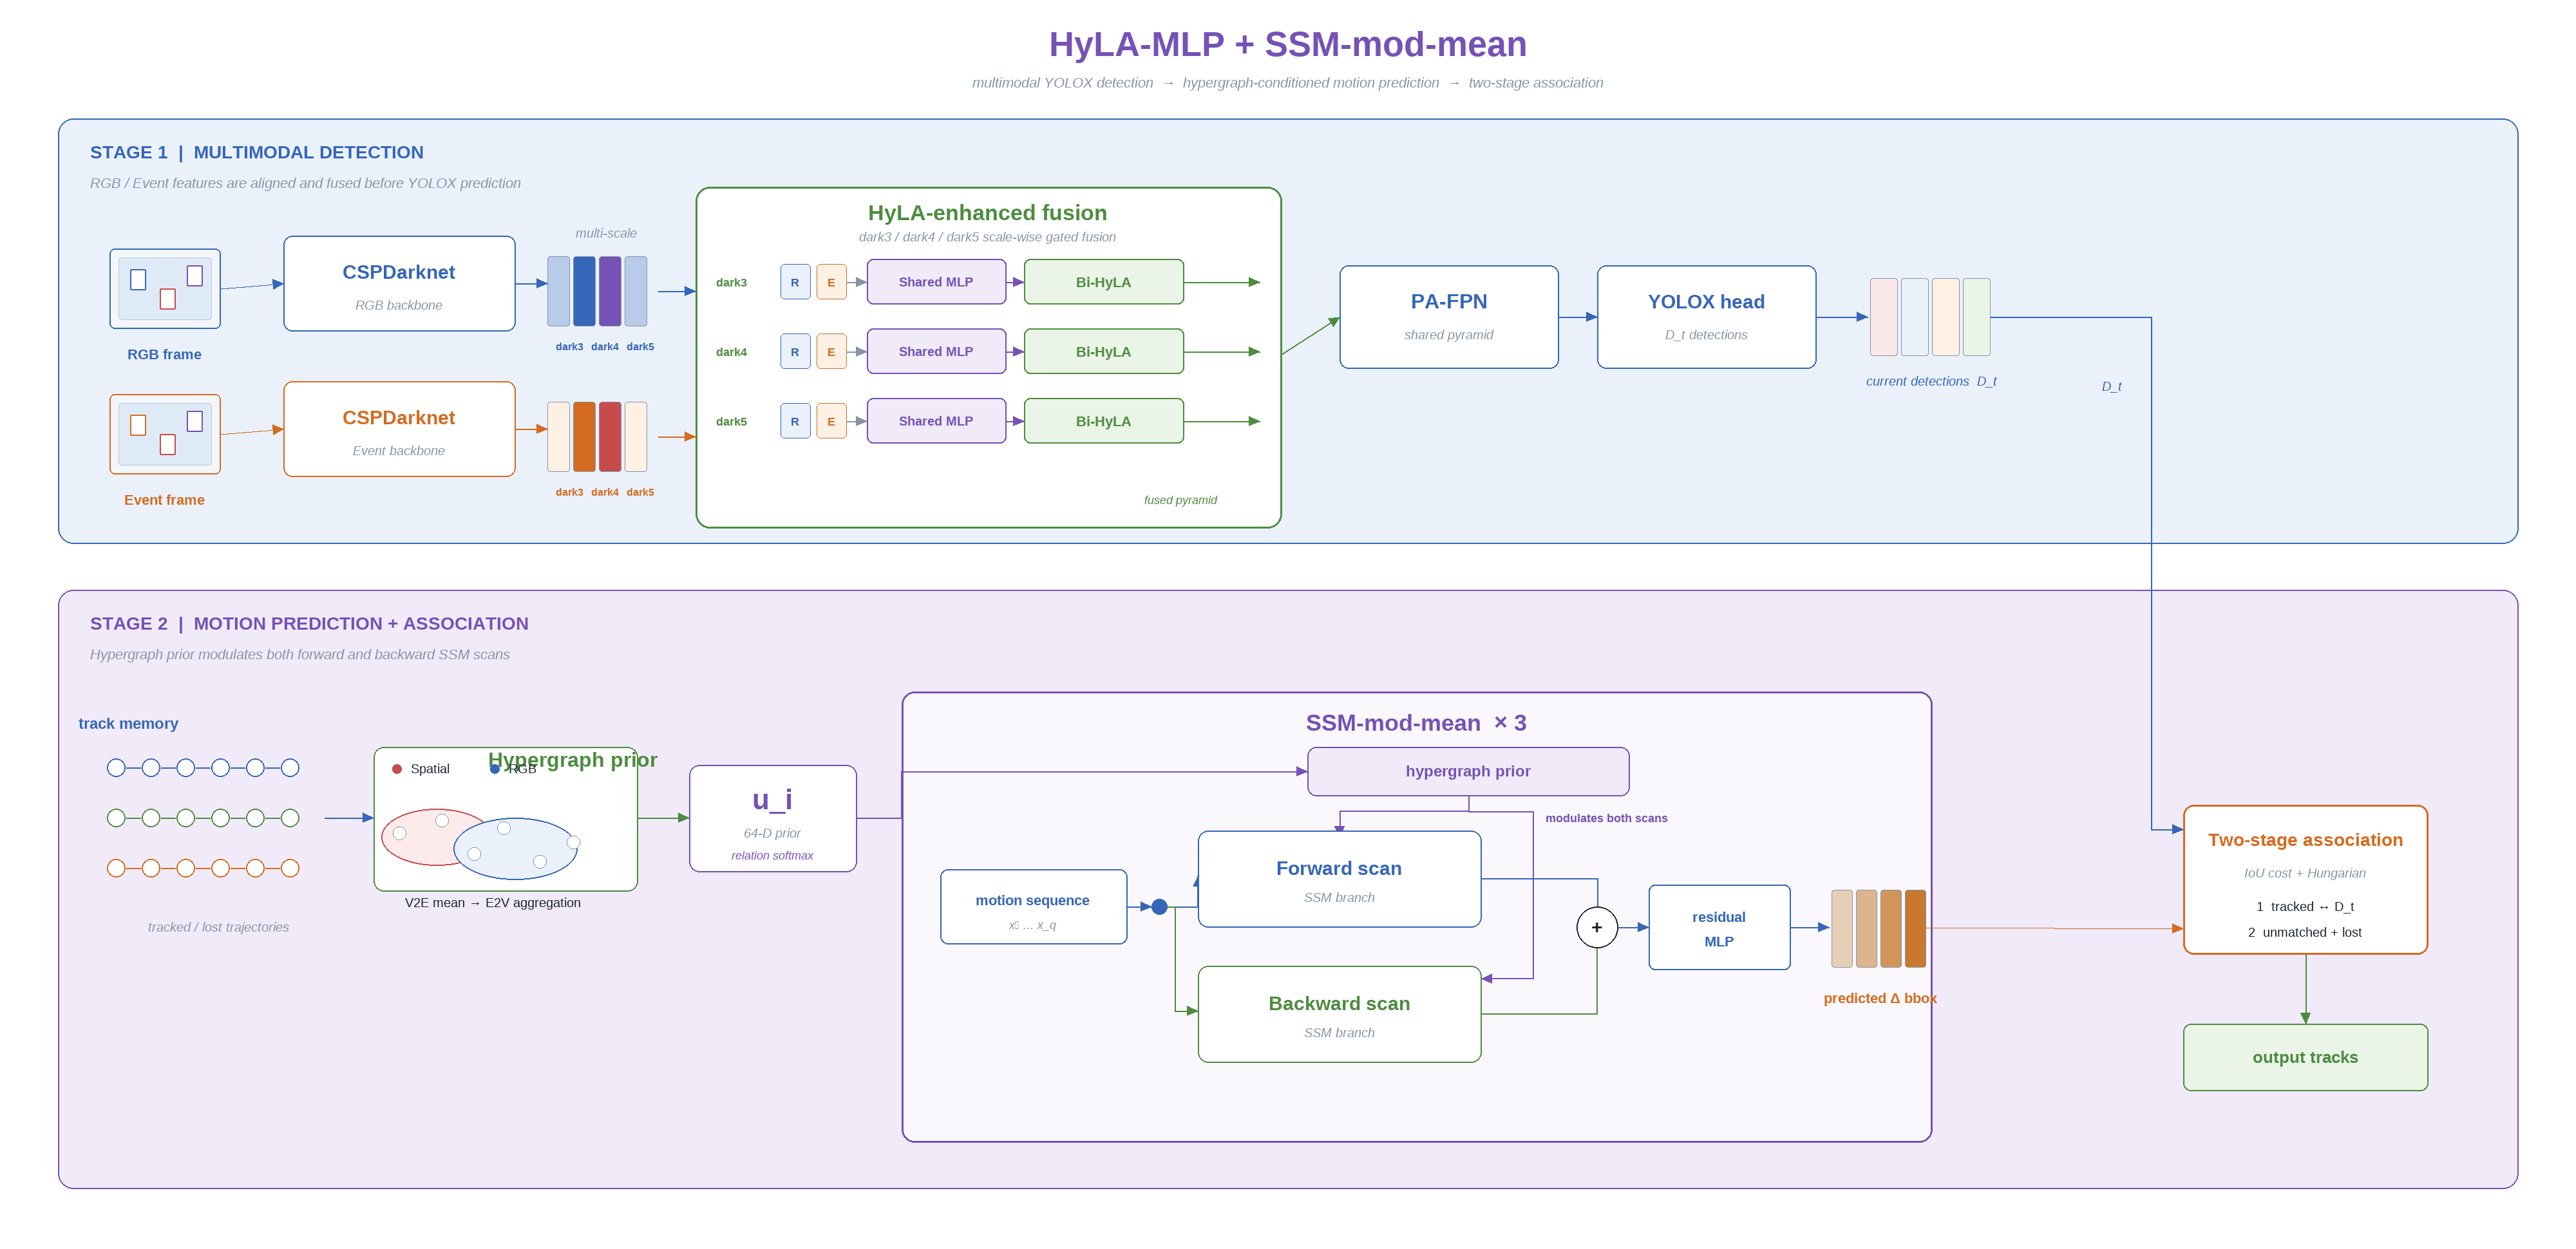 HyLA-MLP + SSM-mod-mean
multimodal YOLOX detection → hypergraph-conditioned motion prediction → two-stage association
STAGE 1 | MULTIMODAL DETECTION
RGB / Event features are aligned and fused before YOLOX prediction
RGB frame
CSPDarknet
RGB backbone
multi-scale
dark3 dark4 dark5
Event frame
CSPDarknet
Event backbone
dark3 dark4 dark5
HyLA-enhanced fusion
dark3 / dark4 / dark5 scale-wise gated fusion
dark3 R E Shared MLP Bi-HyLA
dark4 R E Shared MLP Bi-HyLA
dark5 R E Shared MLP Bi-HyLA
fused pyramid
PA-FPN
shared pyramid
YOLOX head
D_t detections
current detections D_t
D_t
STAGE 2 | MOTION PREDICTION + ASSOCIATION
Hypergraph prior modulates both forward and backward SSM scans
track memory
tracked / lost trajectories
Hypergraph prior
Spatial RGB
V2E mean → E2V aggregation
u_i
64-D prior
relation softmax
SSM-mod-mean × 3
hypergraph prior
modulates both scans
motion sequence
x … x_q
Forward scan
SSM branch
Backward scan
SSM branch
+
residual
MLP
predicted Δ bbox
Two-stage association
IoU cost + Hungarian
1 tracked ↔ D_t
2 unmatched + lost
output tracks